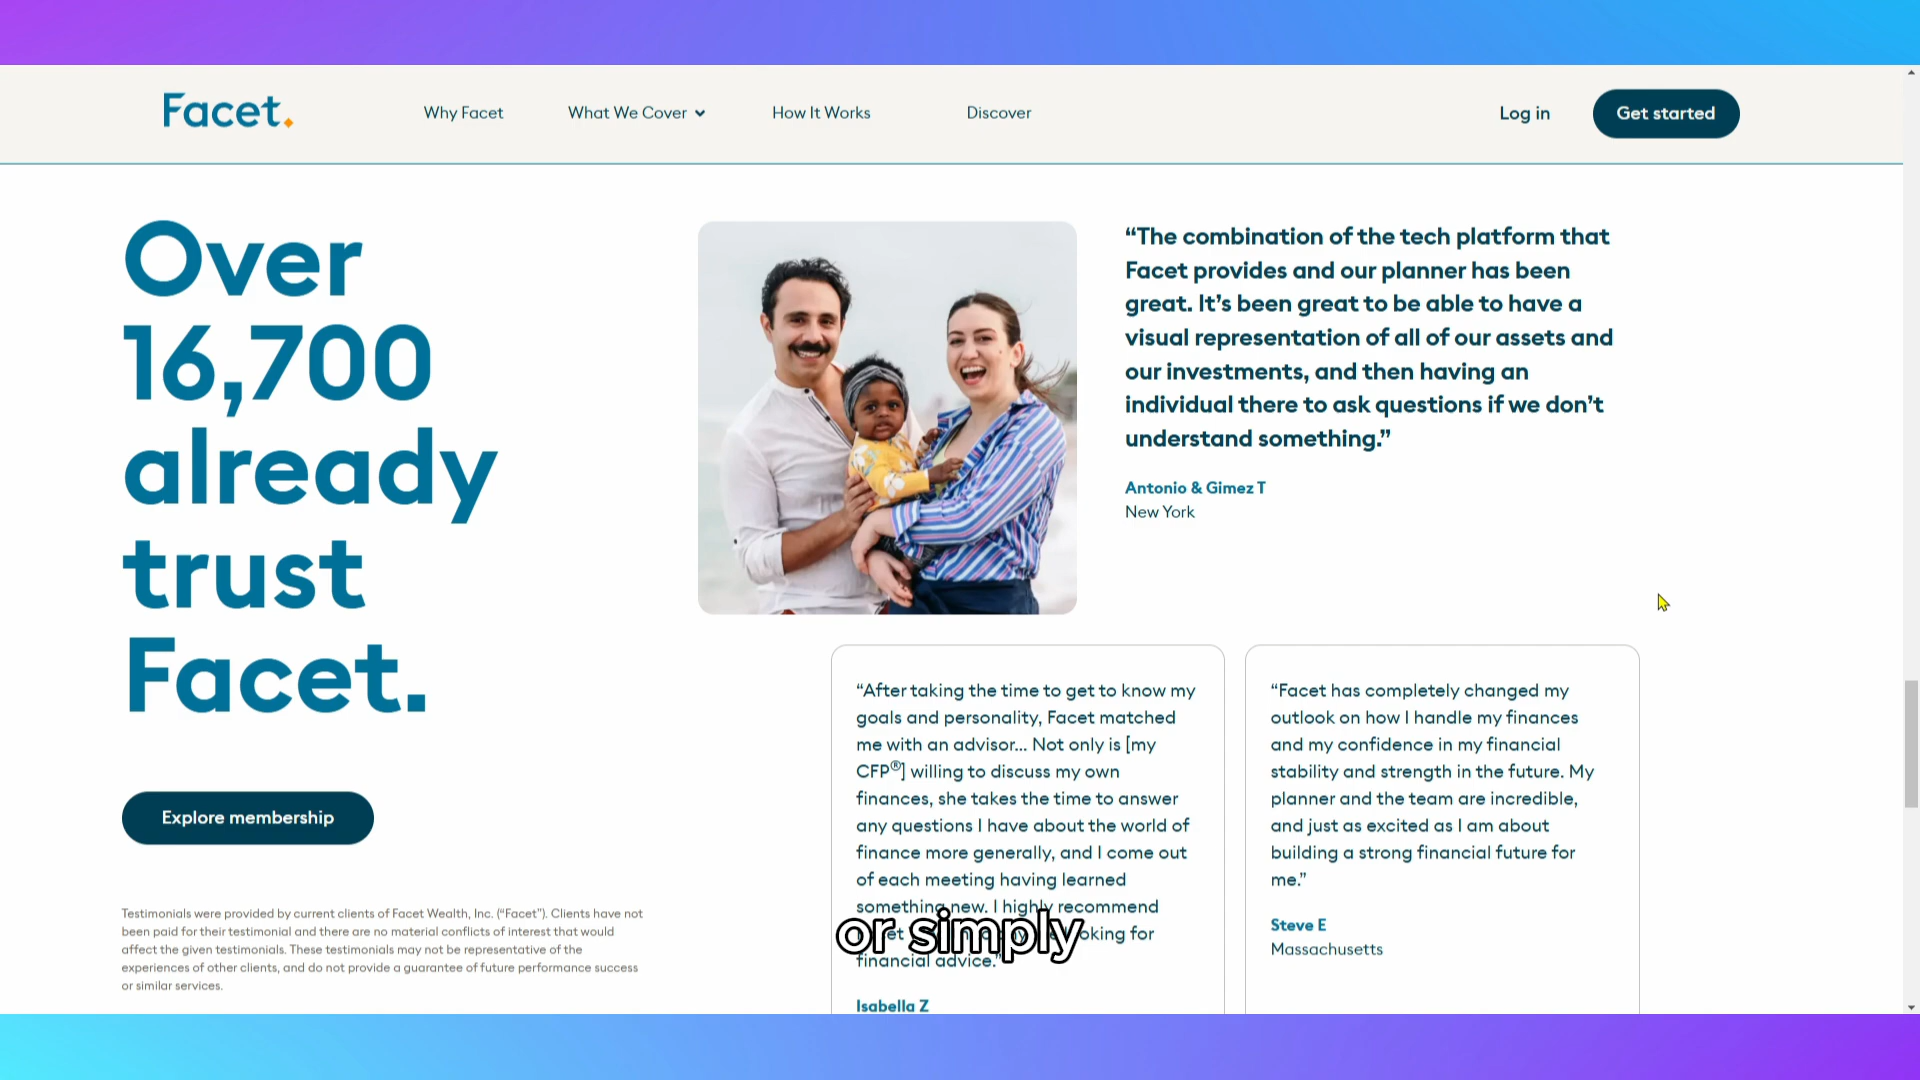 Facet.
Why Facet
What We Cover
How It Works
Discover
Log in
Get started
Over
16,700
already
trust
Facet.
Explore membership
Testimonials were provided by current clients of Facet Wealth, Inc. (“Facet”). Clients have not
been paid for their testimonial and there are no material conflicts of interest that would
affect the given testimonials. These testimonials may not be representative of the
experiences of other clients, and do not provide a guarantee of future performance success
or similar services.
“The combination of the tech platform that
Facet provides and our planner has been
great. It’s been great to be able to have a
visual representation of all of our assets and
our investments, and then having an
individual there to ask questions if we don’t
understand something.”
Antonio & Gimez T
New York
“After taking the time to get to know my
goals and personality, Facet matched
me with an advisor... Not only is [my
CFP®] willing to discuss my own
finances, she takes the time to answer
any questions I have about the world of
finance more generally, and I come out
of each meeting having learned
something new. I highly recommend
for
financial advice.”
Isabella Z
“Facet has completely changed my
outlook on how I handle my finances
and my confidence in my financial
stability and strength in the future. My
planner and the team are incredible,
and just as excited as I am about
building a strong financial future for
me.”
Steve E
Massachusetts
or simply